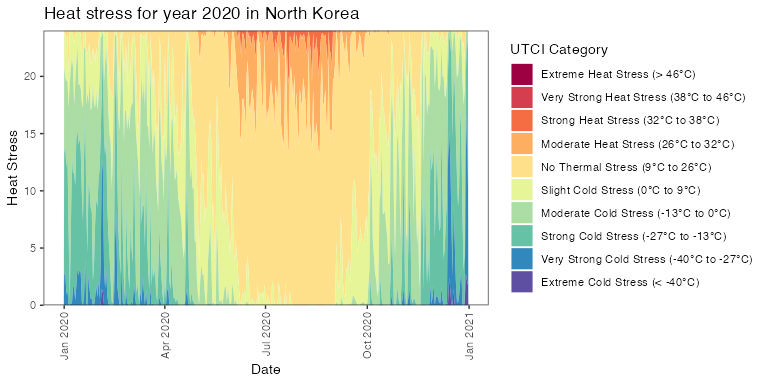 Heat stress for year 2020 in North Korea
Heat Stress
20
15
10
5
0
Jan 2020
Apr 2020
Jul 2020
Oct 2020
Jan 2021
Date
UTCI Category
Extreme Heat Stress (> 46°C)
Very Strong Heat Stress (38°C to 46°C)
Strong Heat Stress (32°C to 38°C)
Moderate Heat Stress (26°C to 32°C)
No Thermal Stress (9°C to 26°C)
Slight Cold Stress (0°C to 9°C)
Moderate Cold Stress (-13°C to 0°C)
Strong Cold Stress (-27°C to -13°C)
Very Strong Cold Stress (-40°C to -27°C)
Extreme Cold Stress (< -40°C)